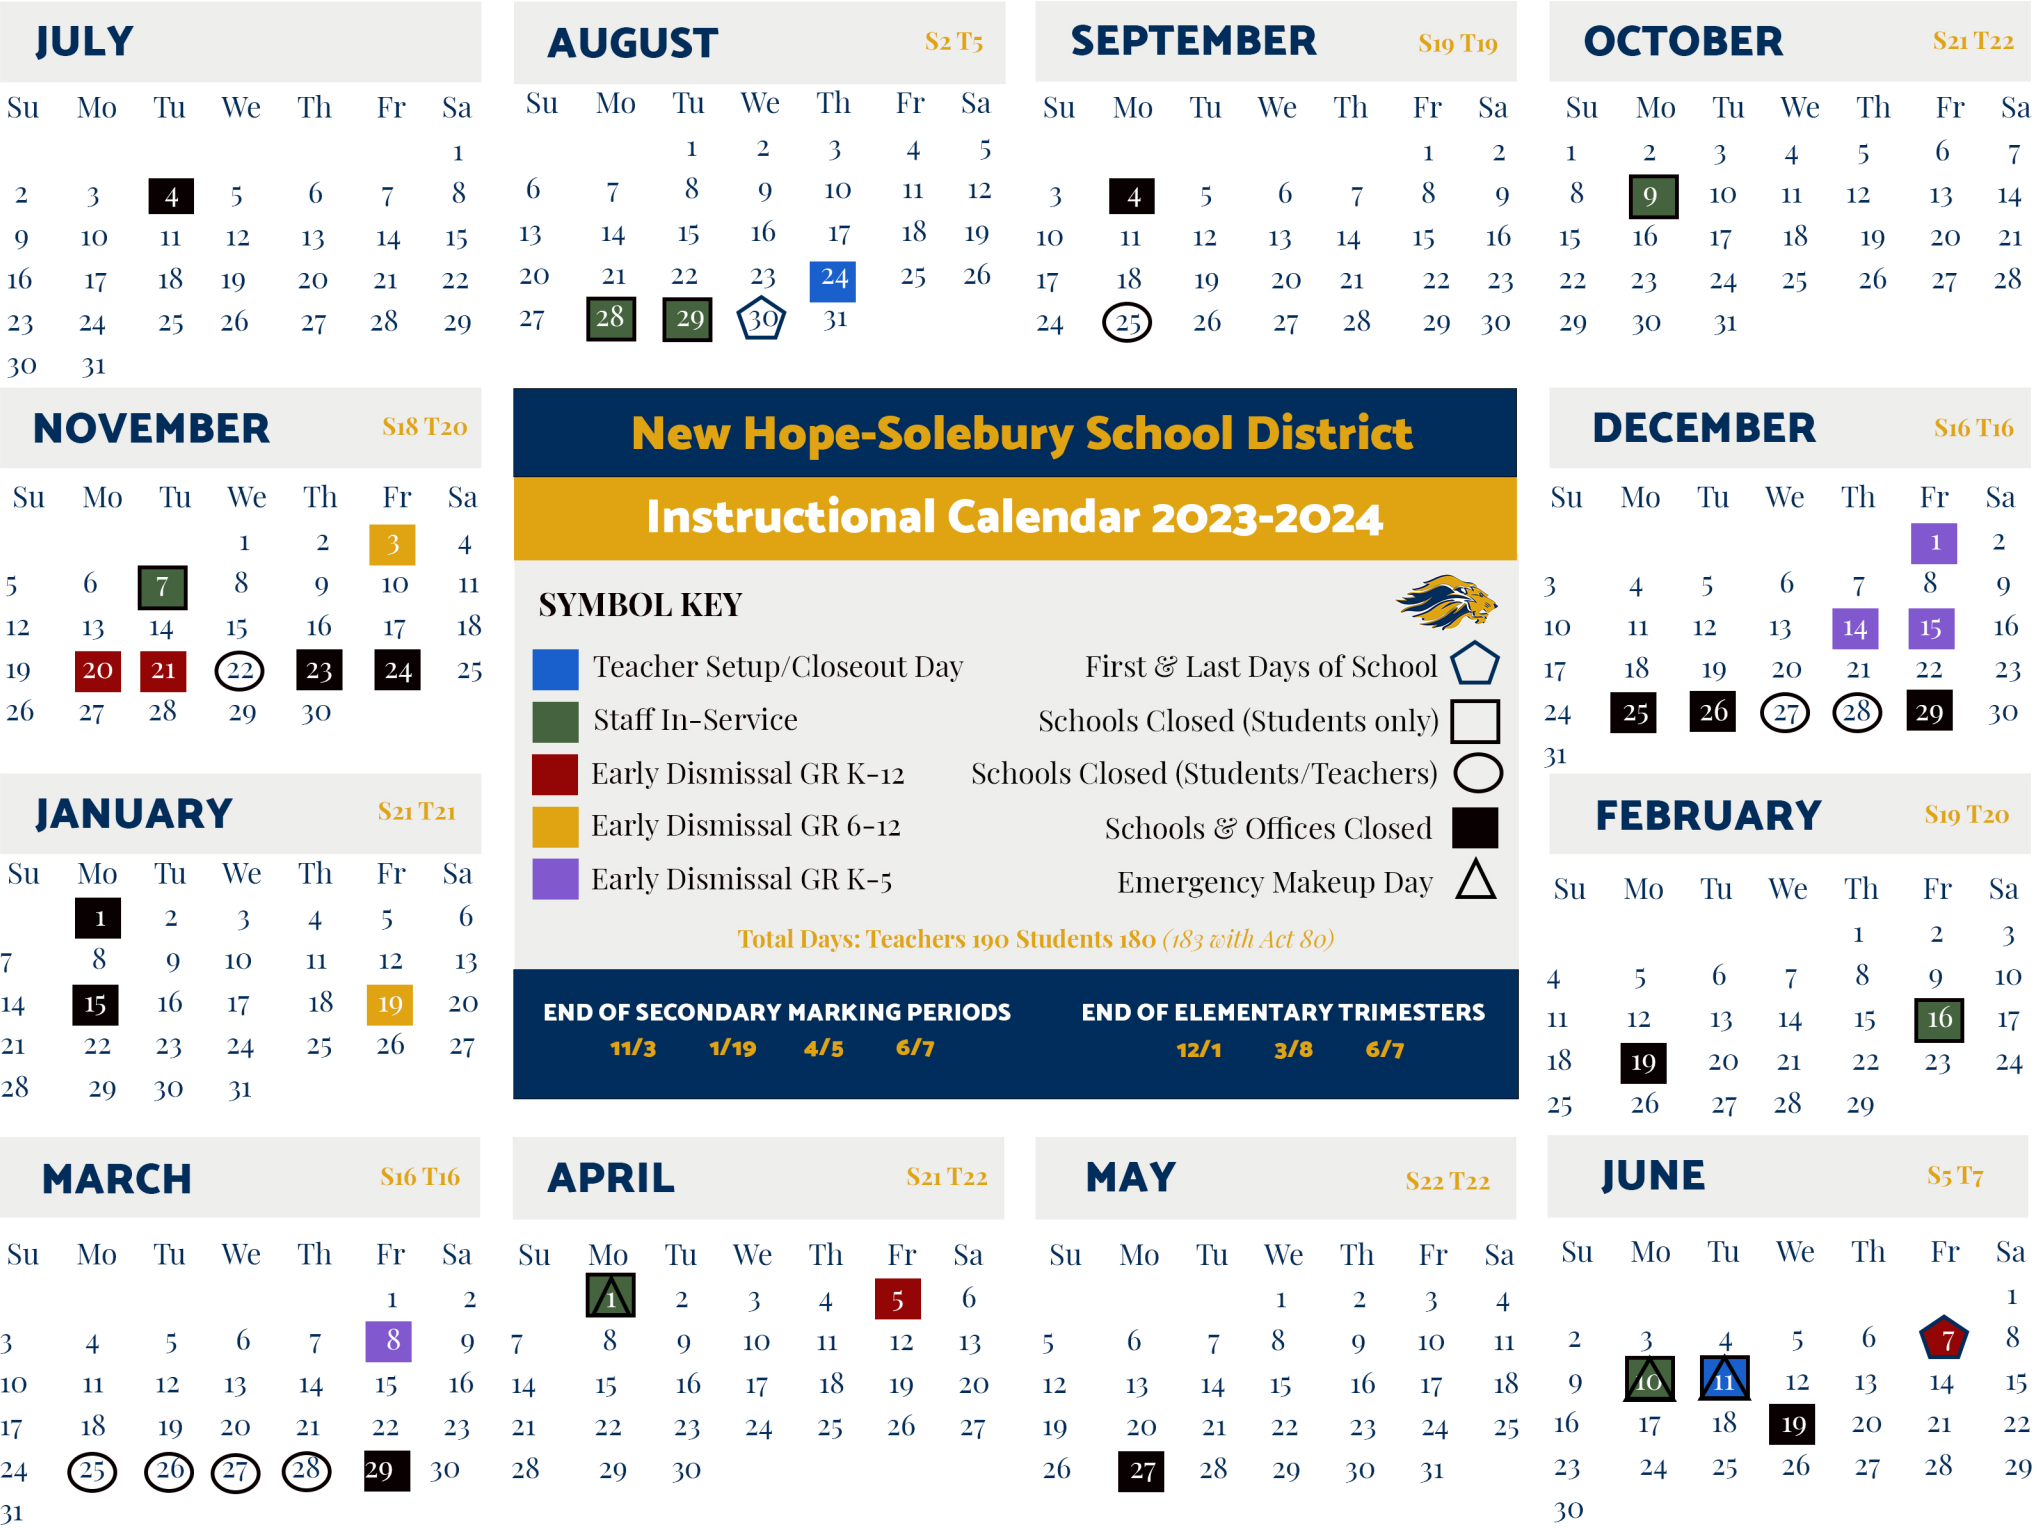 JULY
Su Mo Tu We Th Fr Sa
1
2 3 4 5 6 7 8
9 10 11 12 13 14 15
16 17 18 19 20 21 22
23 24 25 26 27 28 29
30 31
AUGUST S2 T5
Su Mo Tu We Th Fr Sa
1 2 3 4 5
6 7 8 9 10 11 12
13 14 15 16 17 18 19
20 21 22 23 24 25 26
27 28 29 30 31
SEPTEMBER S19 T19
Su Mo Tu We Th Fr Sa
1 2
3 4 5 6 7 8 9
10 11 12 13 14 15 16
17 18 19 20 21 22 23
24 25 26 27 28 29 30
OCTOBER S21 T22
Su Mo Tu We Th Fr Sa
1 2 3 4 5 6 7
8 9 10 11 12 13 14
15 16 17 18 19 20 21
22 23 24 25 26 27 28
29 30 31
NOVEMBER S18 T20
Su Mo Tu We Th Fr Sa
1 2 3 4
5 6 7 8 9 10 11
12 13 14 15 16 17 18
19 20 21 22 23 24 25
26 27 28 29 30
New Hope-Solebury School District
Instructional Calendar 2023-2024
SYMBOL KEY
Teacher Setup/Closeout Day
First & Last Days of School
Staff In-Service
Schools Closed (Students only)
Early Dismissal GR K-12
Schools Closed (Students/Teachers)
Early Dismissal GR 6-12
Schools & Offices Closed
Early Dismissal GR K-5
Emergency Makeup Day
Total Days: Teachers 190 Students 180 (183 with Act 80)
END OF SECONDARY MARKING PERIODS
11/3 1/19 4/5 6/7
END OF ELEMENTARY TRIMESTERS
12/1 3/8 6/7
DECEMBER S16 T16
Su Mo Tu We Th Fr Sa
1 2
3 4 5 6 7 8 9
10 11 12 13 14 15 16
17 18 19 20 21 22 23
24 25 26 27 28 29 30
31
JANUARY S21 T21
Su Mo Tu We Th Fr Sa
1 2 3 4 5 6
7 8 9 10 11 12 13
14 15 16 17 18 19 20
21 22 23 24 25 26 27
28 29 30 31
FEBRUARY S19 T20
Su Mo Tu We Th Fr Sa
1 2 3
4 5 6 7 8 9 10
11 12 13 14 15 16 17
18 19 20 21 22 23 24
25 26 27 28 29
MARCH S16 T16
Su Mo Tu We Th Fr Sa
1 2
3 4 5 6 7 8 9
10 11 12 13 14 15 16
17 18 19 20 21 22 23
24 25 26 27 28 29 30
31
APRIL S21 T22
Su Mo Tu We Th Fr Sa
1 2 3 4 5 6
7 8 9 10 11 12 13
14 15 16 17 18 19 20
21 22 23 24 25 26 27
28 29 30
MAY S22 T22
Su Mo Tu We Th Fr Sa
1 2 3 4
5 6 7 8 9 10 11
12 13 14 15 16 17 18
19 20 21 22 23 24 25
26 27 28 29 30 31
JUNE S5 T7
Su Mo Tu We Th Fr Sa
1
2 3 4 5 6 7 8
9 10 11 12 13 14 15
16 17 18 19 20 21 22
23 24 25 26 27 28 29
30